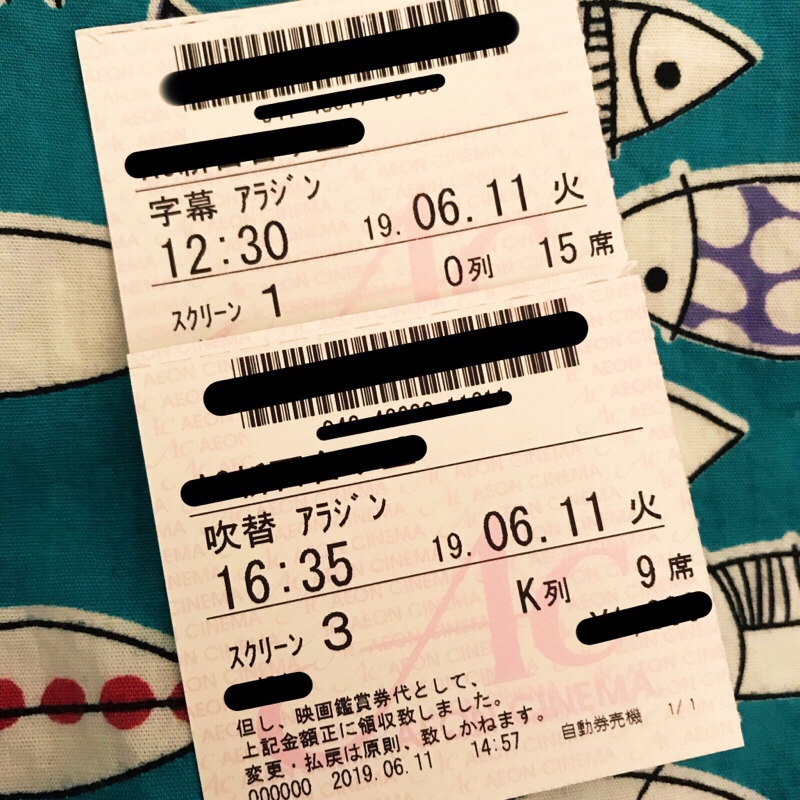 字幕 アラジン
12:30 19.06.11 火
スクリーン 1 O列 15席
吹替 アラジン
16:35 19.06.11 火
スクリーン 3 K列 9席
但し、映画鑑賞券代として、
上記金額正に領収致しました。
変更・払戻は原則、致しかねます。
000000 2019.06.11 14:57 自動券売機 1/1
Ac AEON CINEMA